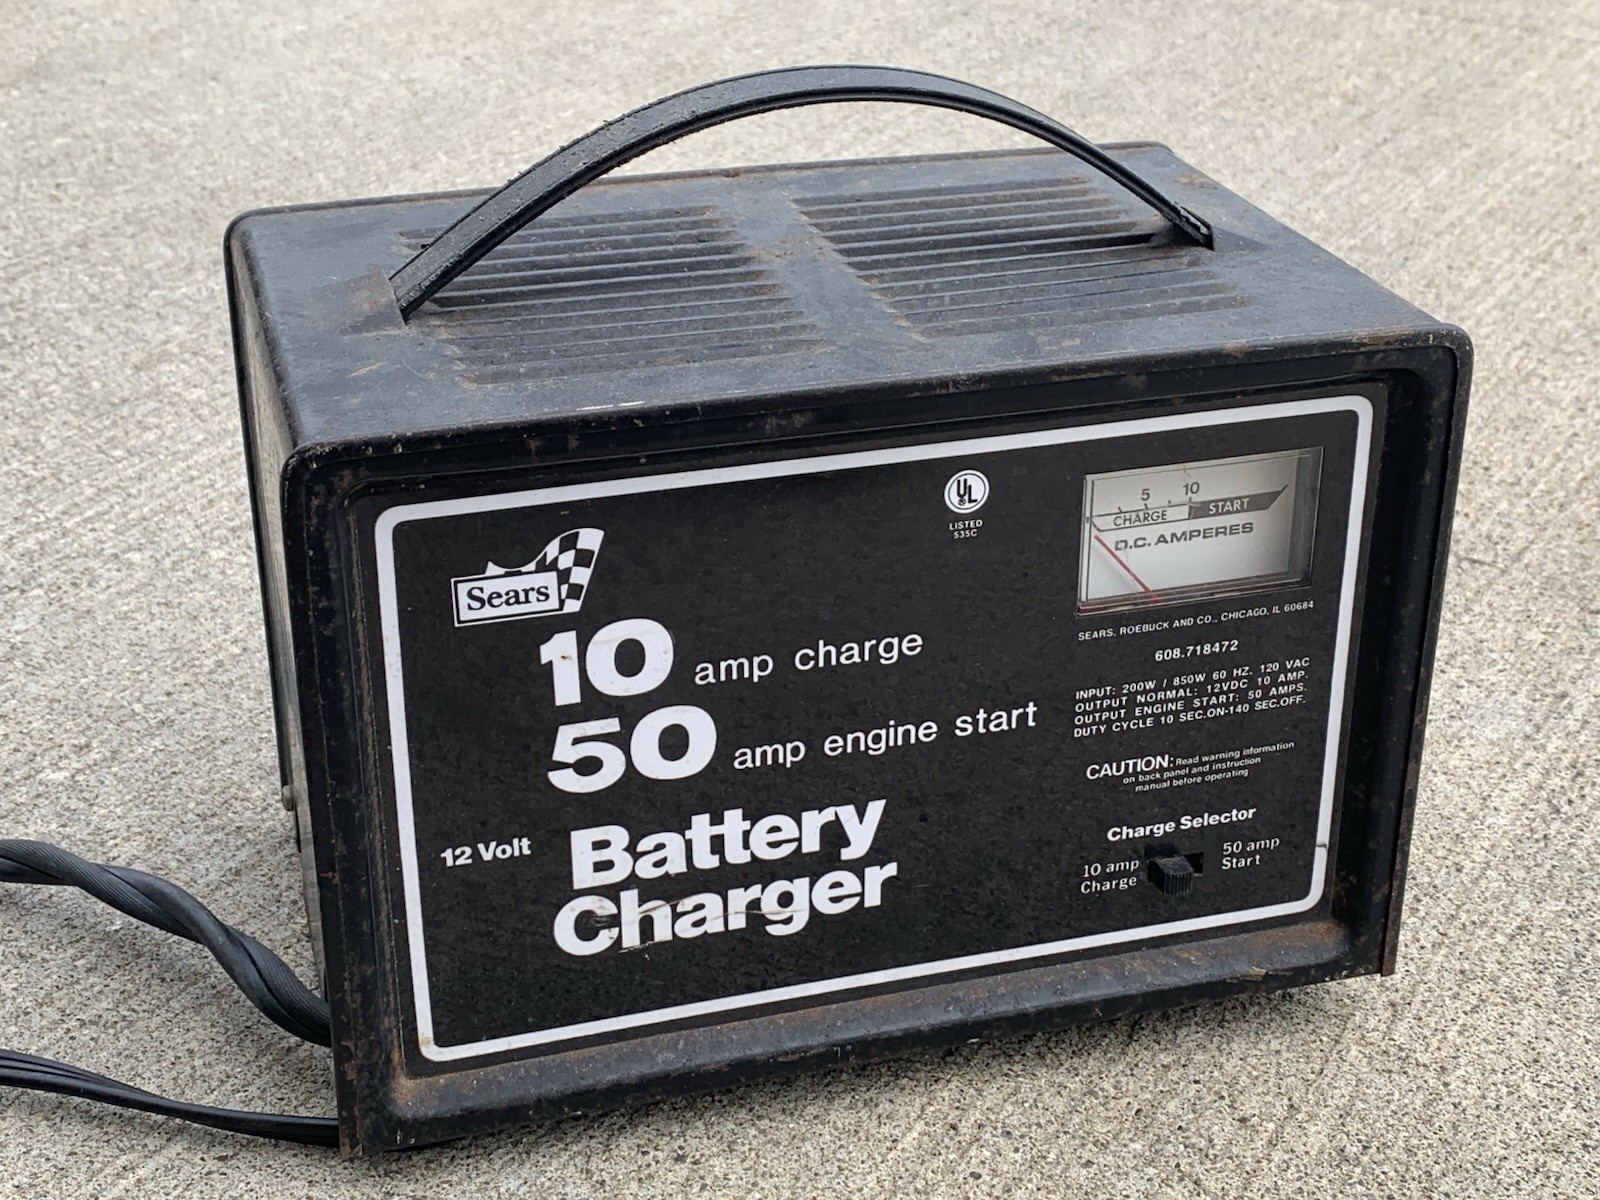 Sears
10 amp charge
50 amp engine start
12 Volt
Battery
Charger
UL
LISTED
535C
5 10
CHARGE START
D.C. AMPERES
SEARS, ROEBUCK AND CO., CHICAGO, IL 60684
608.718472
INPUT: 200W / 850W 60 HZ. 120 VAC
OUTPUT NORMAL: 12VDC 10 AMP.
OUTPUT ENGINE START: 50 AMPS.
DUTY CYCLE 10 SEC.ON-140 SEC.OFF.
CAUTION: Read warning information
on back panel and instruction
manual before operating
Charge Selector
10 amp
Charge
50 amp
Start